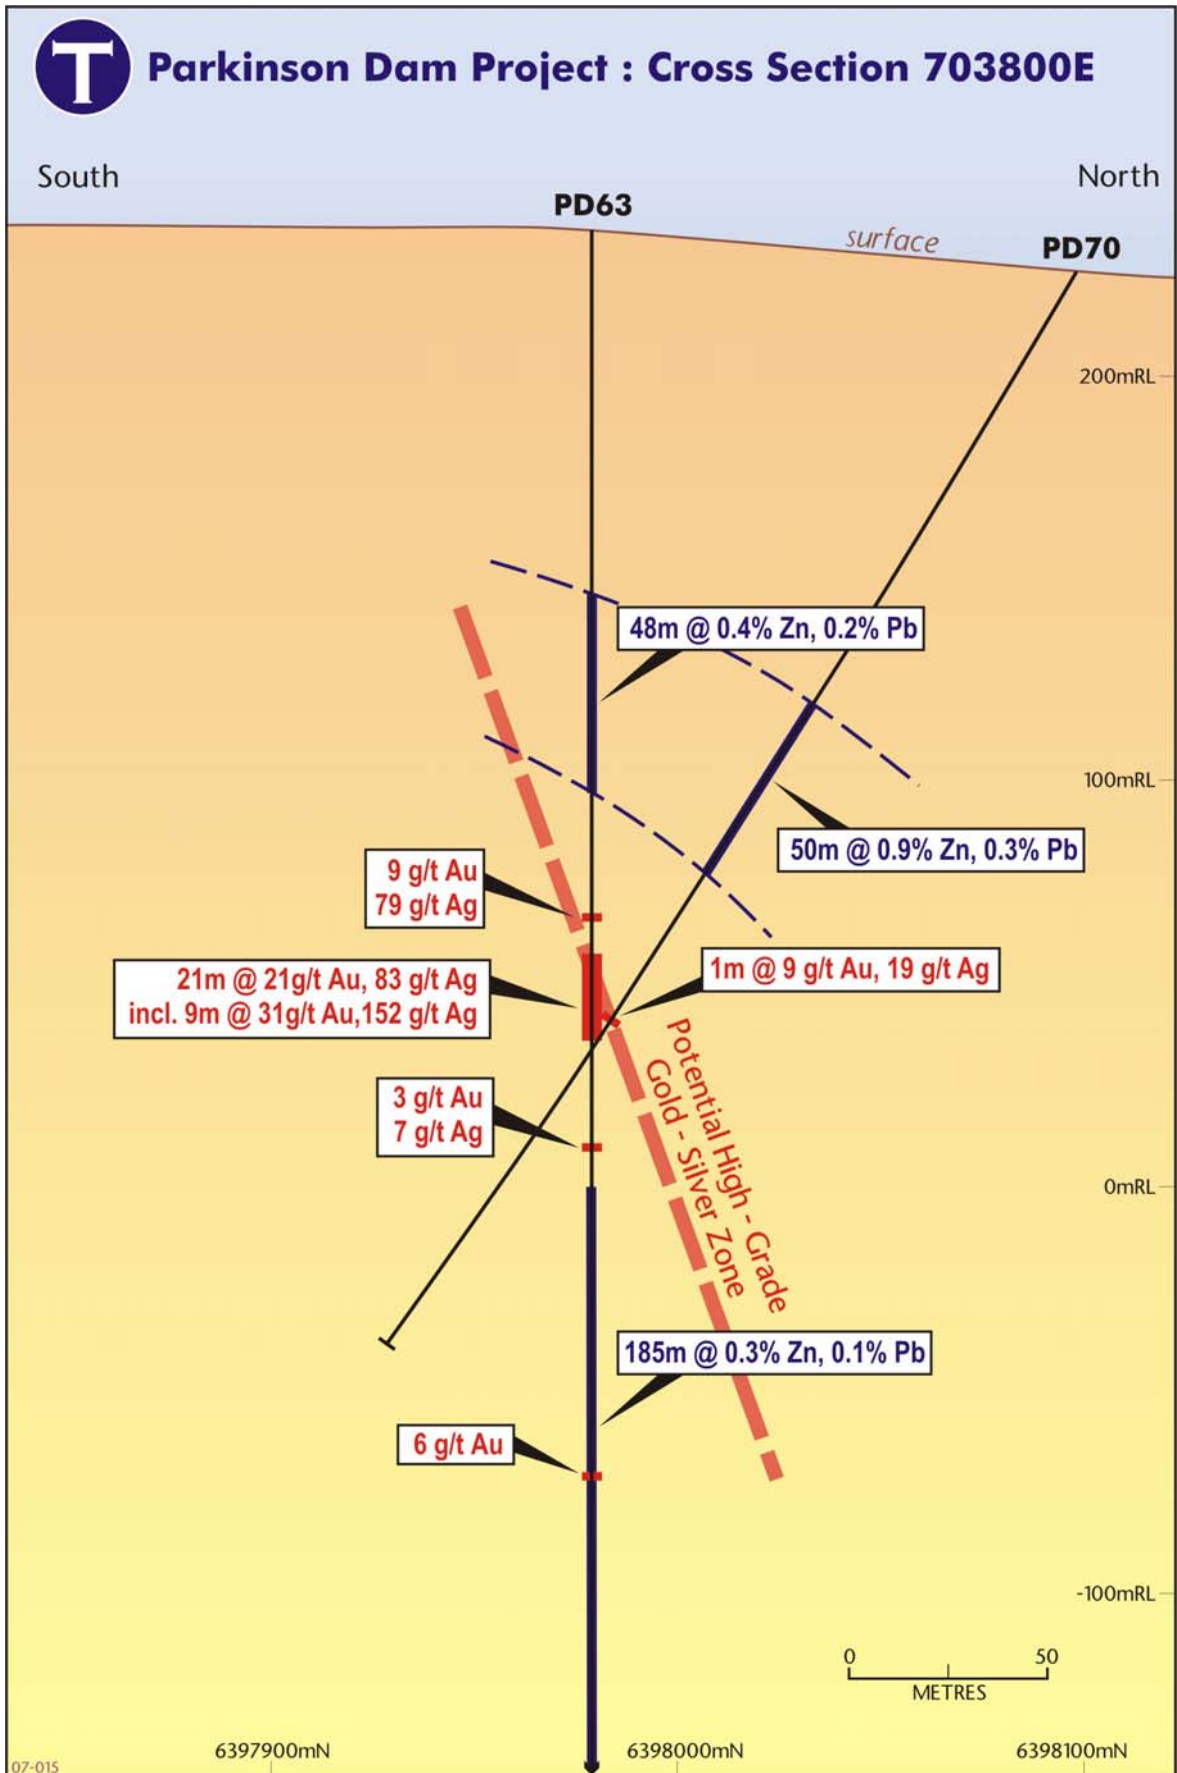 T
Parkinson Dam Project : Cross Section 703800E
South
North
PD63
surface
PD70
200mRL
48m @ 0.4% Zn, 0.2% Pb
100mRL
50m @ 0.9% Zn, 0.3% Pb
9 g/t Au
79 g/t Ag
21m @ 21g/t Au, 83 g/t Ag
incl. 9m @ 31g/t Au,152 g/t Ag
1m @ 9 g/t Au, 19 g/t Ag
Potential High - Grade
Gold - Silver Zone
3 g/t Au
7 g/t Ag
0mRL
185m @ 0.3% Zn, 0.1% Pb
6 g/t Au
-100mRL
0 50
METRES
6397900mN
6398000mN
6398100mN
07-015